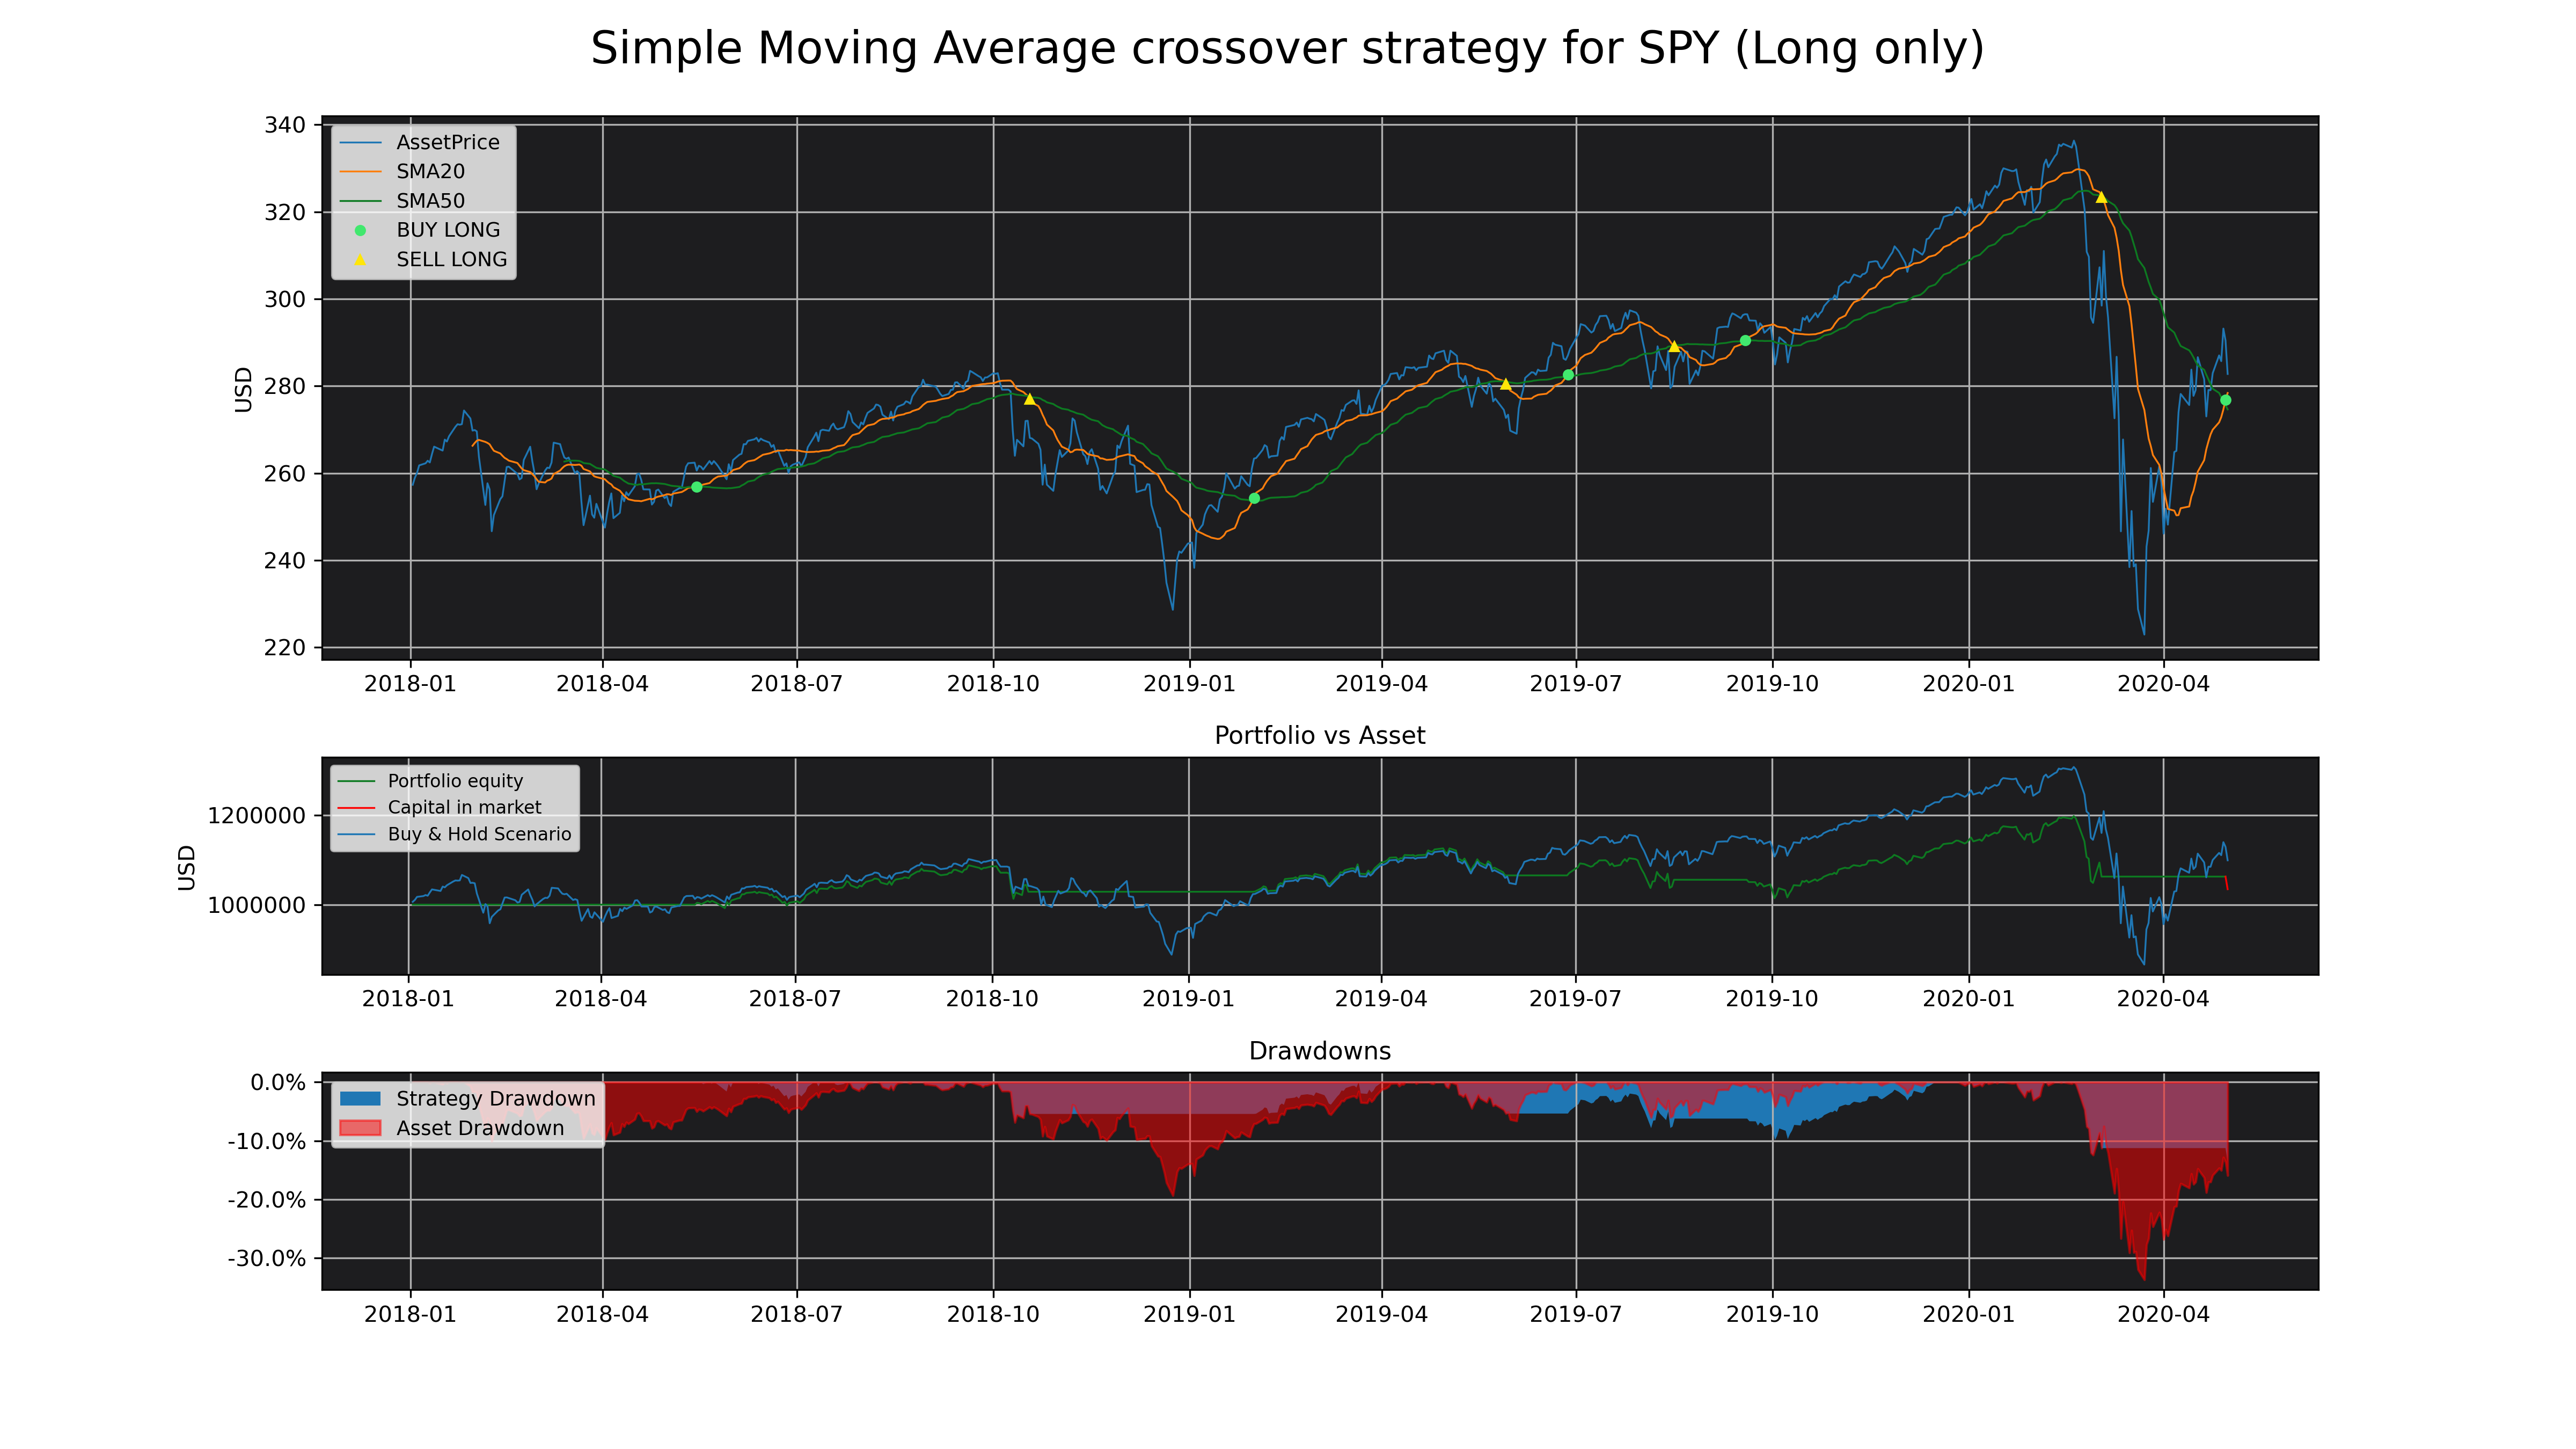 Simple Moving Average crossover strategy for SPY (Long only)
340
320
300
280
260
240
220
USD
AssetPrice
SMA20
SMA50
BUY LONG
SELL LONG
2018-01 2018-04 2018-07 2018-10 2019-01 2019-04 2019-07 2019-10 2020-01 2020-04
Portfolio vs Asset
1200000
1000000
USD
Portfolio equity
Capital in market
Buy & Hold Scenario
2018-01 2018-04 2018-07 2018-10 2019-01 2019-04 2019-07 2019-10 2020-01 2020-04
Drawdowns
0.0%
-10.0%
-20.0%
-30.0%
Strategy Drawdown
Asset Drawdown
2018-01 2018-04 2018-07 2018-10 2019-01 2019-04 2019-07 2019-10 2020-01 2020-04